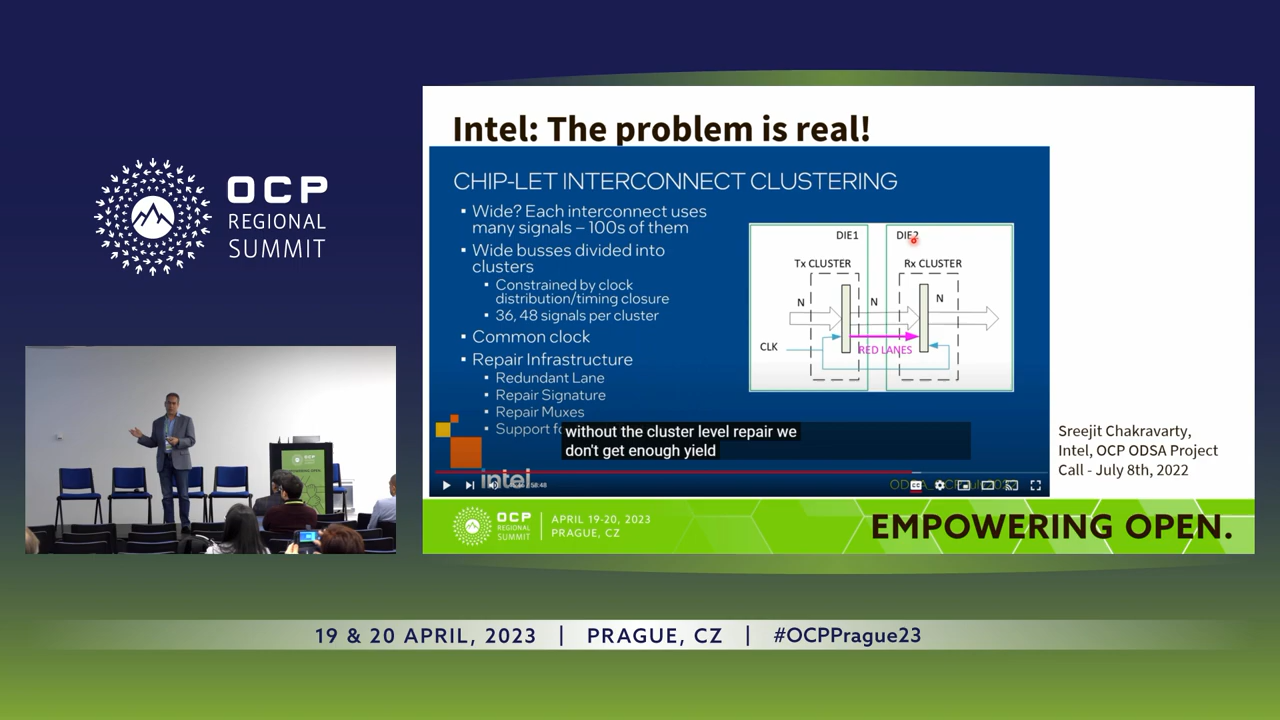 OCP
REGIONAL
SUMMIT
Intel: The problem is real!
CHIP-LET INTERCONNECT CLUSTERING
▪ Wide? Each interconnect uses
many signals – 100s of them
▪ Wide busses divided into
clusters
▪ Constrained by clock
distribution/timing closure
▪ 36, 48 signals per cluster
▪ Common clock
▪ Repair Infrastructure
▪ Redundant Lane
▪ Repair Signature
▪ Repair Muxes
▪ Support
DIE1
DIE2
Tx CLUSTER
Rx CLUSTER
N
N
N
CLK
RED LANES
without the cluster level repair we
don't get enough yield
intel
Sreejit Chakravarty,
Intel, OCP ODSA Project
Call - July 8th, 2022
OCP
REGIONAL
SUMMIT
APRIL 19-20, 2023
PRAGUE, CZ
EMPOWERING OPEN.
19 & 20 APRIL, 2023 | PRAGUE, CZ | #OCPPrague23